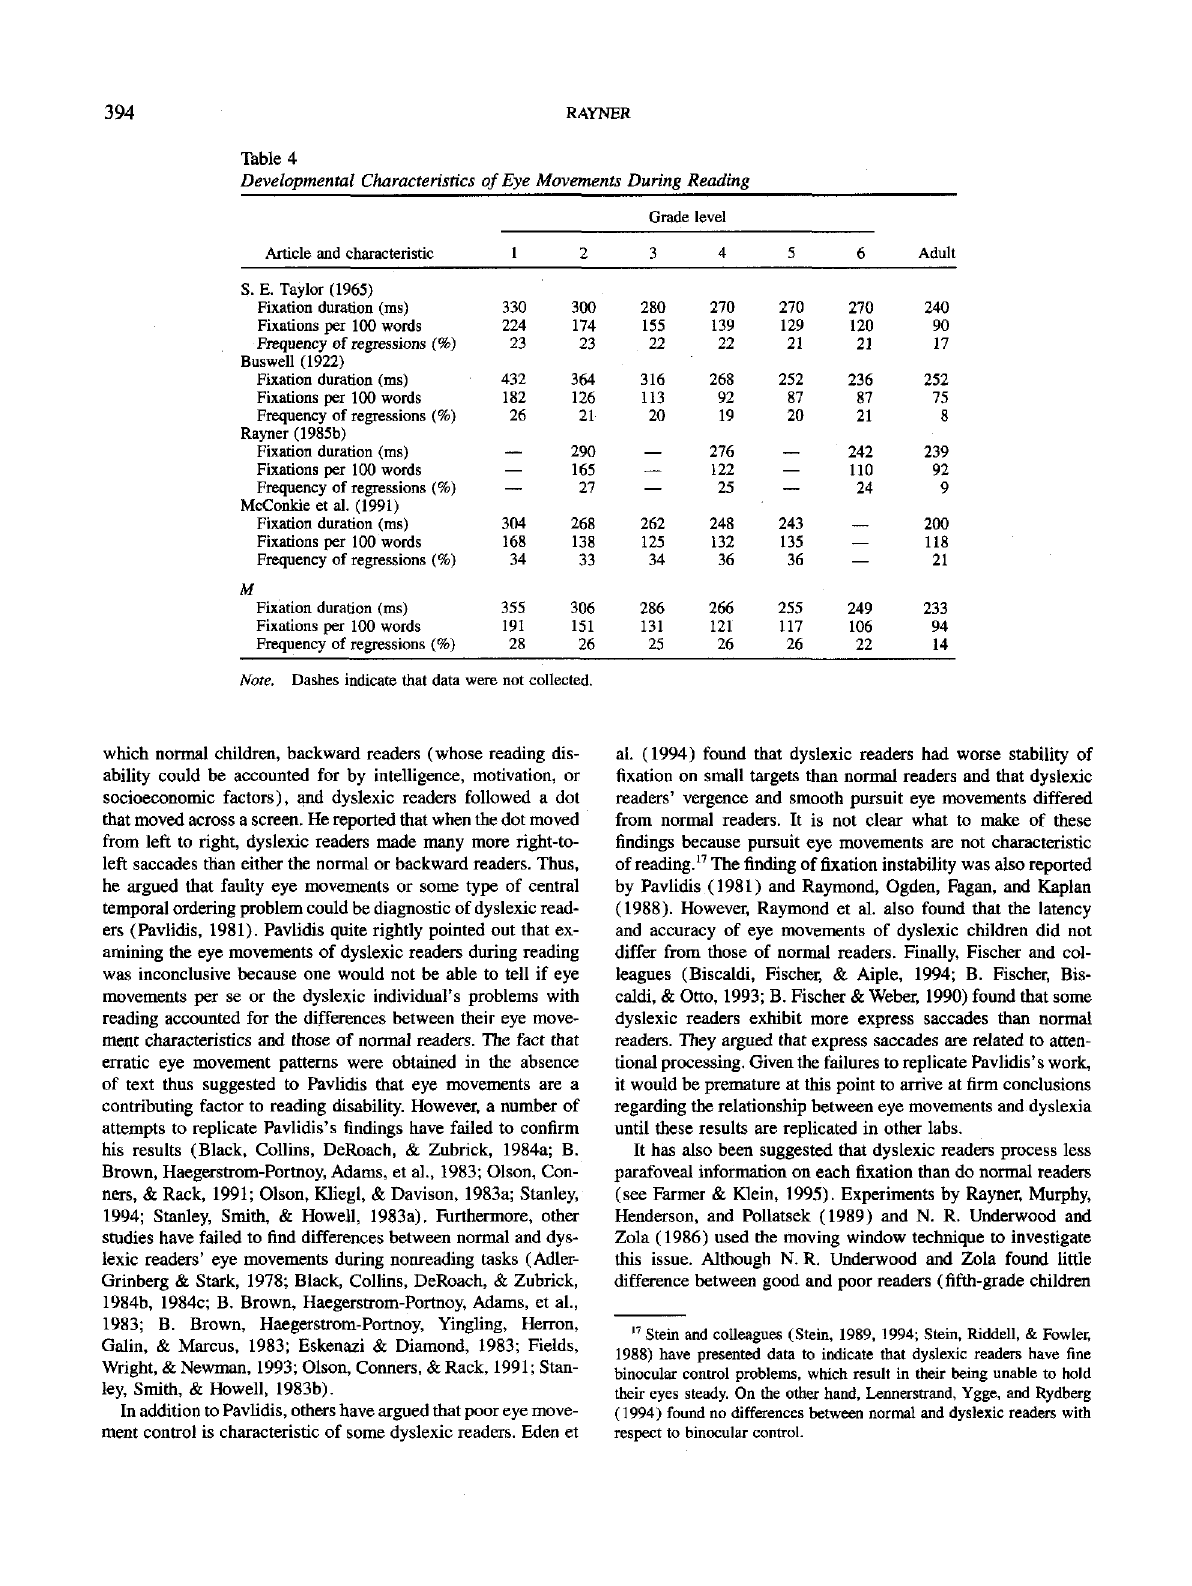 394
RAYNER
Table 4
Developmental Characteristics of Eye Movements During Reading
Grade level
Article and characteristic 1 2 3 4 5 6 Adult
S. E. Taylor (1965)
Fixation duration (ms) 330 300 280 270 270 270 240
Fixations per 100 words 224 174 155 139 129 120 90
Frequency of regressions (%) 23 23 22 22 21 21 17
Buswell (1922)
Fixation duration (ms) 432 364 316 268 252 236 252
Fixations per 100 words 182 126 113 92 87 87 75
Frequency of regressions (%) 26 21 20 19 20 21 8
Rayner (1985b)
Fixation duration (ms) — 290 — 276 — 242 239
Fixations per 100 words — 165 — 122 — 110 92
Frequency of regressions (%) — 27 — 25 — 24 9
McConkie et al. (1991)
Fixation duration (ms) 304 268 262 248 243 — 200
Fixations per 100 words 168 138 125 132 135 — 118
Frequency of regressions (%) 34 33 34 36 36 — 21
M
Fixation duration (ms) 355 306 286 266 255 249 233
Fixations per 100 words 191 151 131 121 117 106 94
Frequency of regressions (%) 28 26 25 26 26 22 14
Note. Dashes indicate that data were not collected.
which normal children, backward readers (whose reading dis-
ability could be accounted for by intelligence, motivation, or
socioeconomic factors), and dyslexic readers followed a dot
that moved across a screen. He reported that when the dot moved
from left to right, dyslexic readers made many more right-to-
left saccades than either the normal or backward readers. Thus,
he argued that faulty eye movements or some type of central
temporal ordering problem could be diagnostic of dyslexic read-
ers (Pavlidis, 1981). Pavlidis quite rightly pointed out that ex-
amining the eye movements of dyslexic readers during reading
was inconclusive because one would not be able to tell if eye
movements per se or the dyslexic individual's problems with
reading accounted for the differences between their eye move-
ment characteristics and those of normal readers. The fact that
erratic eye movement patterns were obtained in the absence
of text thus suggested to Pavlidis that eye movements are a
contributing factor to reading disability. However, a number of
attempts to replicate Pavlidis's findings have failed to confirm
his results (Black, Collins, DeRoach, & Zubrick, 1984a; B.
Brown, Haegerstrom-Portnoy, Adams, et al., 1983; Olson, Con-
ners, & Rack, 1991; Olson, Kliegl, & Davison, 1983a; Stanley,
1994; Stanley, Smith, & Howell, 1983a). Furthermore, other
studies have failed to find differences between normal and dys-
lexic readers' eye movements during nonreading tasks (Adler-
Grinberg & Stark, 1978; Black, Collins, DeRoach, & Zubrick,
1984b, 1984c; B. Brown, Haegerstrom-Portnoy, Adams, et al.,
1983; B. Brown, Haegerstrom-Portnoy, Yingling, Herron,
Galin, & Marcus, 1983; Eskenazi & Diamond, 1983; Fields,
Wright, & Newman, 1993; Olson, Conners, & Rack, 1991; Stan-
ley, Smith, & Howell, 1983b).
In addition to Pavlidis, others have argued that poor eye move-
ment control is characteristic of some dyslexic readers. Eden et
al. (1994) found that dyslexic readers had worse stability of
fixation on small targets than normal readers and that dyslexic
readers' vergence and smooth pursuit eye movements differed
from normal readers. It is not clear what to make of these
findings because pursuit eye movements are not characteristic
of reading.17 The finding of fixation instability was also reported
by Pavlidis (1981) and Raymond, Ogden, Fagan, and Kaplan
(1988). However, Raymond et al. also found that the latency
and accuracy of eye movements of dyslexic children did not
differ from those of normal readers. Finally, Fischer and col-
leagues (Biscaldi, Fischer, & Aiple, 1994; B. Fischer, Bis-
caldi, & Otto, 1993; B. Fischer & Weber, 1990) found that some
dyslexic readers exhibit more express saccades than normal
readers. They argued that express saccades are related to atten-
tional processing. Given the failures to replicate Pavlidis's work,
it would be premature at this point to arrive at firm conclusions
regarding the relationship between eye movements and dyslexia
until these results are replicated in other labs.
It has also been suggested that dyslexic readers process less
parafoveal information on each fixation than do normal readers
(see Farmer & Klein, 1995). Experiments by Rayner, Murphy,
Henderson, and Pollatsek (1989) and N. R. Underwood and
Zola (1986) used the moving window technique to investigate
this issue. Although N. R. Underwood and Zola found little
difference between good and poor readers (fifth-grade children
17 Stein and colleagues (Stein, 1989, 1994; Stein, Riddell, & Fowler,
1988) have presented data to indicate that dyslexic readers have fine
binocular control problems, which result in their being unable to hold
their eyes steady. On the other hand, Lennerstrand, Ygge, and Rydberg
(1994) found no differences between normal and dyslexic readers with
respect to binocular control.